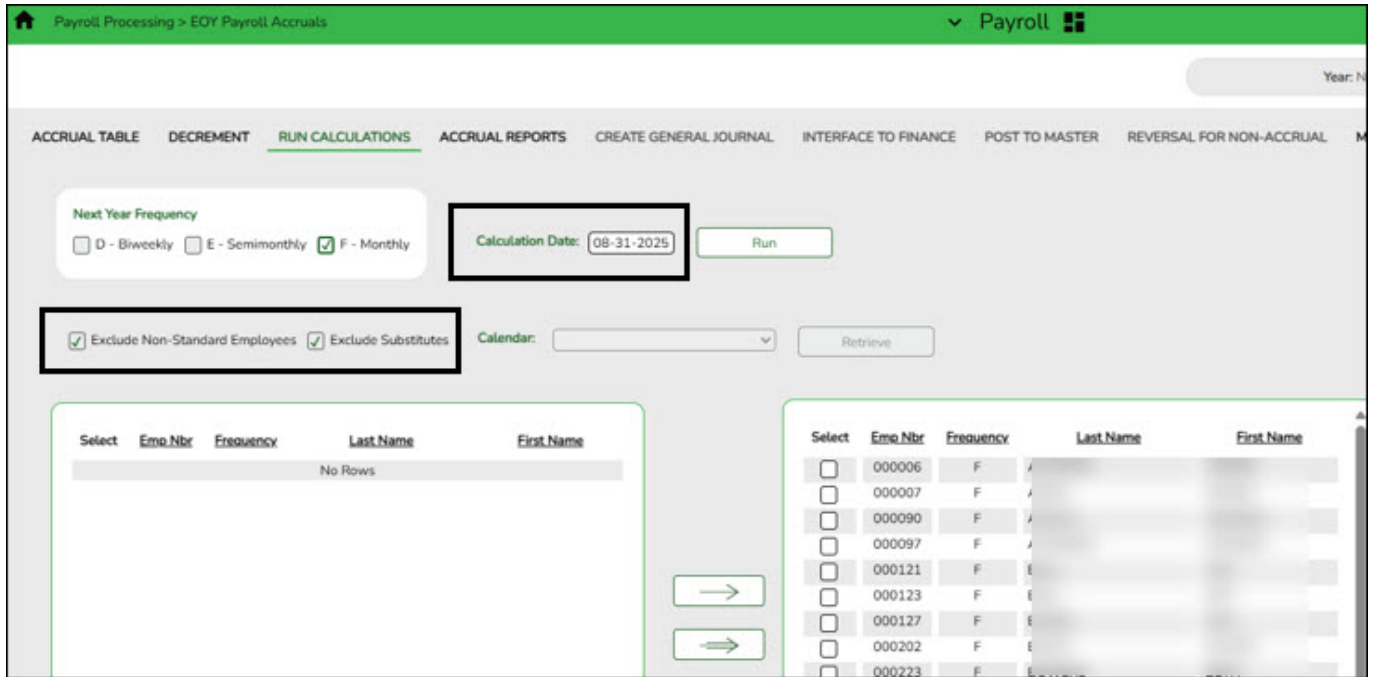 Payroll Processing > EOY Payroll Accruals
Payroll
Year: N
ACCRUAL TABLE DECREMENT RUN CALCULATIONS ACCRUAL REPORTS CREATE GENERAL JOURNAL INTERFACE TO FINANCE POST TO MASTER REVERSAL FOR NON-ACCRUAL M
Next Year Frequency
D - Biweekly E - Semimonthly F - Monthly
Calculation Date: 08-31-2025 Run
Exclude Non-Standard Employees Exclude Substitutes Calendar: Retrieve
Select Emp Nbr Frequency Last Name First Name
No Rows
Select Emp Nbr Frequency Last Name First Name
000006 F A
000007 F
000090 F
000097 F
000121 F
000123 F
000127 F
000202 F
000223 F